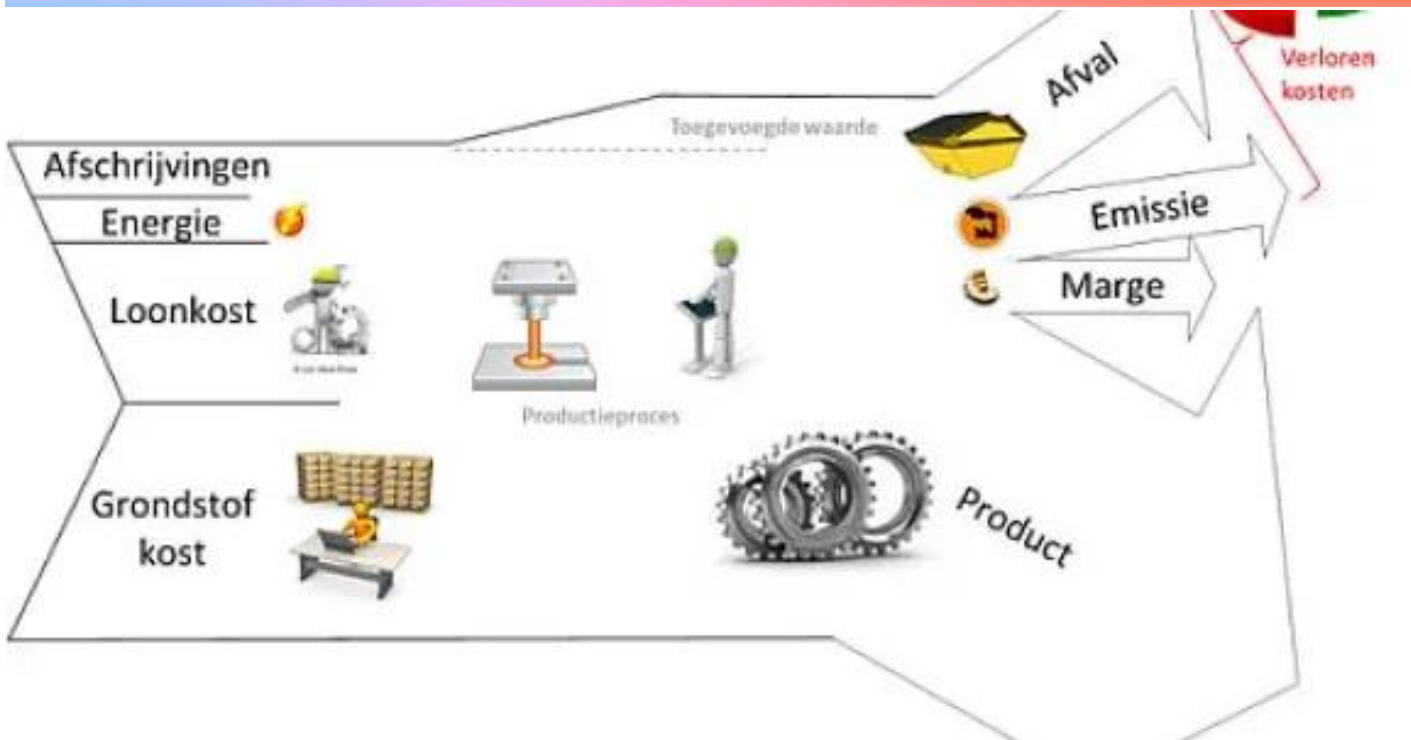 Verloren
kosten
Afval
Toegevoegde waarde
Afschrijvingen
Energie
Emissie
Loonkost
Marge
Productieproces
Grondstof
kost
Product